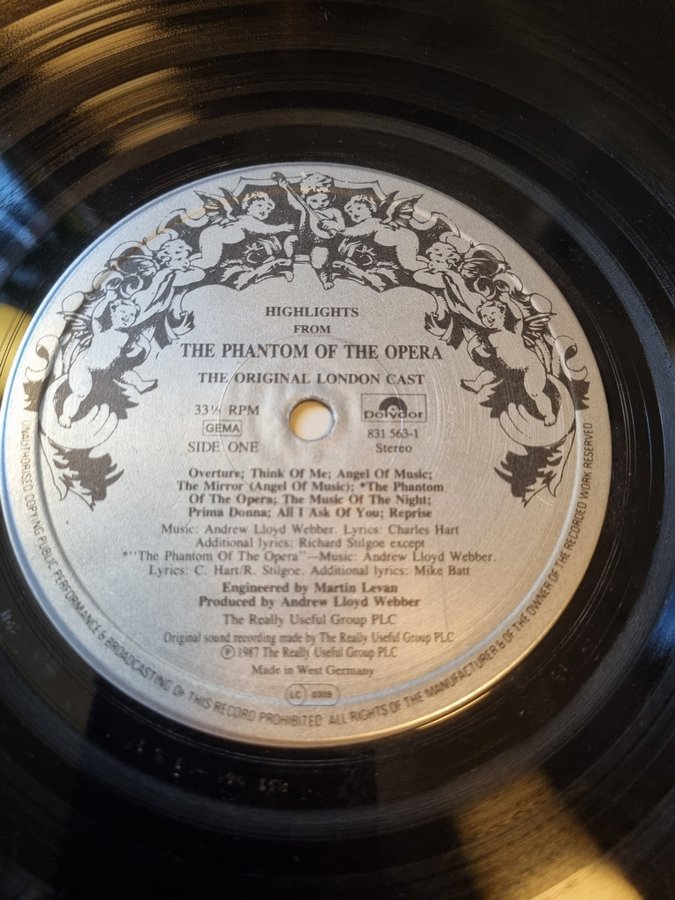 HIGHLIGHTS
FROM
THE PHANTOM OF THE OPERA
THE ORIGINAL LONDON CAST
33⅓ RPM
GEMA
SIDE ONE
polydor
831 563-1
Stereo
Overture; Think Of Me; Angel Of Music;
The Mirror (Angel Of Music); *The Phantom
Of The Opera; The Music Of The Night;
Prima Donna; All I Ask Of You; Reprise
Music: Andrew Lloyd Webber. Lyrics: Charles Hart
Additional lyrics: Richard Stilgoe except
*"The Phantom Of The Opera"—Music: Andrew Lloyd Webber.
Lyrics: C. Hart/R. Stilgoe. Additional lyrics: Mike Batt
Engineered by Martin Levan
Produced by Andrew Lloyd Webber
The Really Useful Group PLC
Original sound recording made by The Really Useful Group PLC
Ⓟ 1987 The Really Useful Group PLC
Made in West Germany
LC 0309
UNAUTHORISED COPYING PUBLIC PERFORMANCE & BROADCASTING OF THIS RECORD PROHIBITED ALL RIGHTS OF THE MANUFACTURER & OF THE OWNER OF THE RECORDED WORK RESERVED